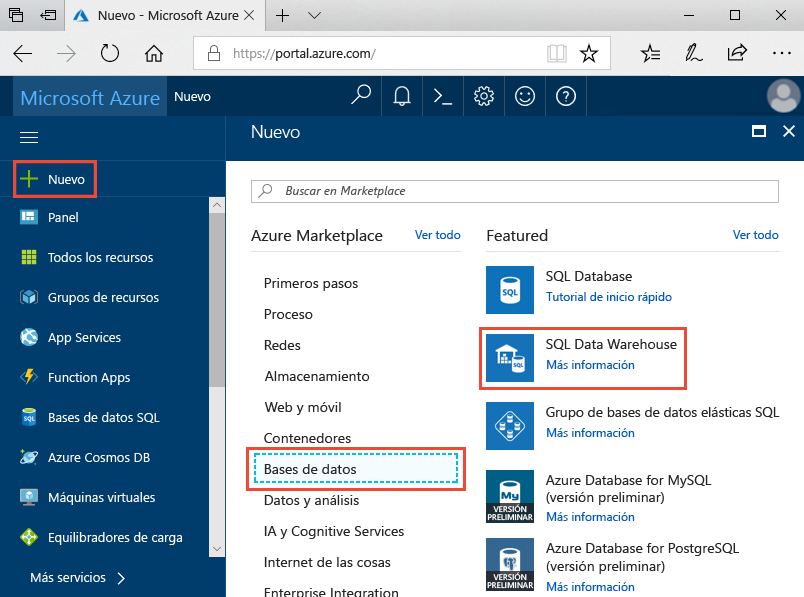 Nuevo - Microsoft Azure
https://portal.azure.com/
Microsoft Azure
Nuevo
Nuevo
Nuevo
Panel
Todos los recursos
Grupos de recursos
App Services
Function Apps
Bases de datos SQL
Azure Cosmos DB
Máquinas virtuales
Equilibradores de carga
Más servicios
Buscar en Marketplace
Azure Marketplace
Ver todo
Primeros pasos
Proceso
Redes
Almacenamiento
Web y móvil
Contenedores
Bases de datos
Datos y análisis
IA y Cognitive Services
Internet de las cosas
Enterprise Integration
Featured
Ver todo
SQL
SQL Database
Tutorial de inicio rápido
SQL
SQL Data Warehouse
Más información
Grupo de bases de datos elásticas SQL
Más información
My
VERSIÓN
PRELIMINAR
Azure Database for MySQL
(versión preliminar)
Más información
VERSIÓN
PRELIMINAR
Azure Database for PostgreSQL
(versión preliminar)
Más información